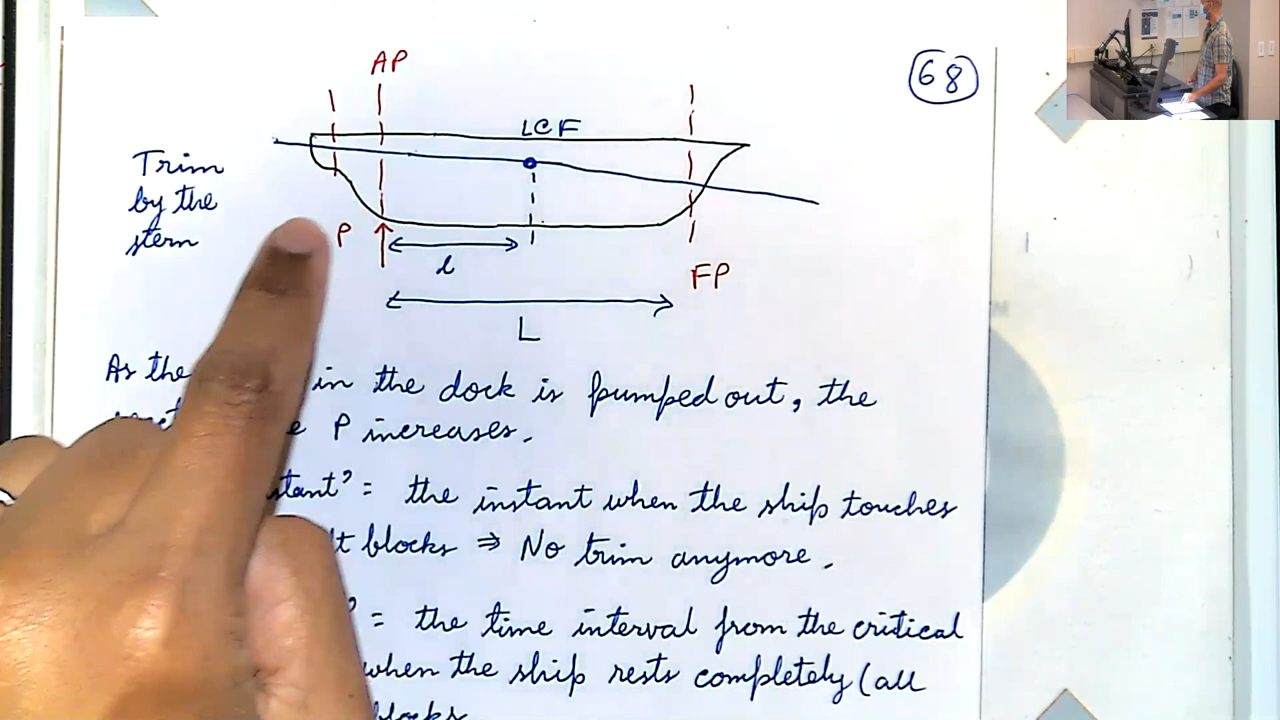 AP
68
LCF
Trim
by the
stern
P
l
FP
L
As the in the dock is pumped out, the
P increases.
the instant when the ship touches
blocks ⇒ No trim anymore.
= the time interval from the critical
when the ship rests completely (all
blocks